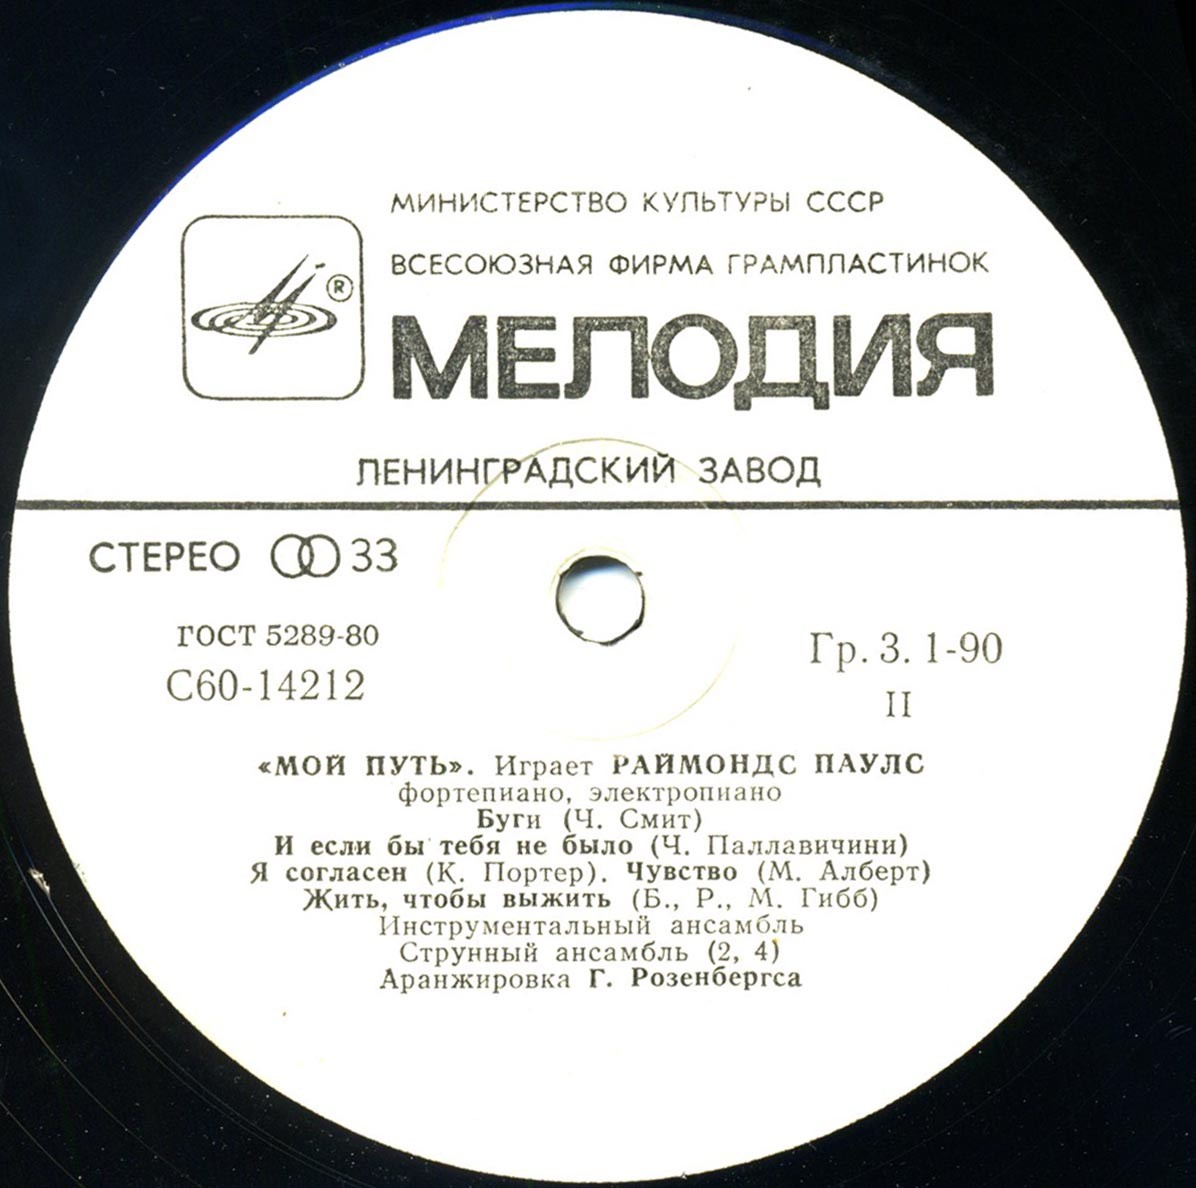 МИНИСТЕРСТВО КУЛЬТУРЫ СССР
ВСЕСОЮЗНАЯ ФИРМА ГРАМПЛАСТИНОК
®
МЕЛОДИЯ
ЛЕНИНГРАДСКИЙ ЗАВОД
СТЕРЕО 33
ГОСТ 5289-80
С60-14212
Гр. 3. 1-90
II
«МОЙ ПУТЬ». Играет РАЙМОНДС ПАУЛС
фортепиано, электропиано
Буги (Ч. Смит)
И если бы тебя не было (Ч. Паллавичини)
Я согласен (К. Портер). Чувство (М. Алберт)
Жить, чтобы выжить (Б., Р., М. Гибб)
Инструментальный ансамбль
Струнный ансамбль (2, 4)
Аранжировка Г. Розенбергса